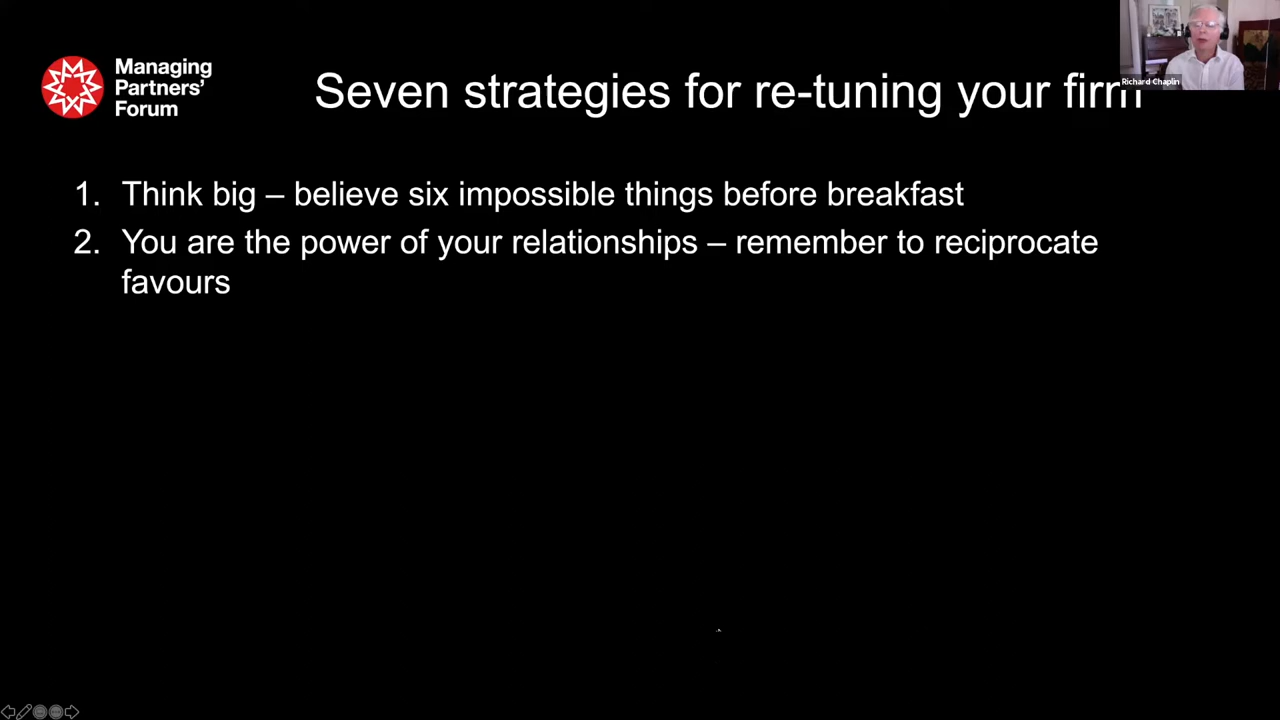 Managing
Partners'
Forum
Seven strategies for re-tuning your firm
Richard Chaplin
1. Think big – believe six impossible things before breakfast
2. You are the power of your relationships – remember to reciprocate
favours